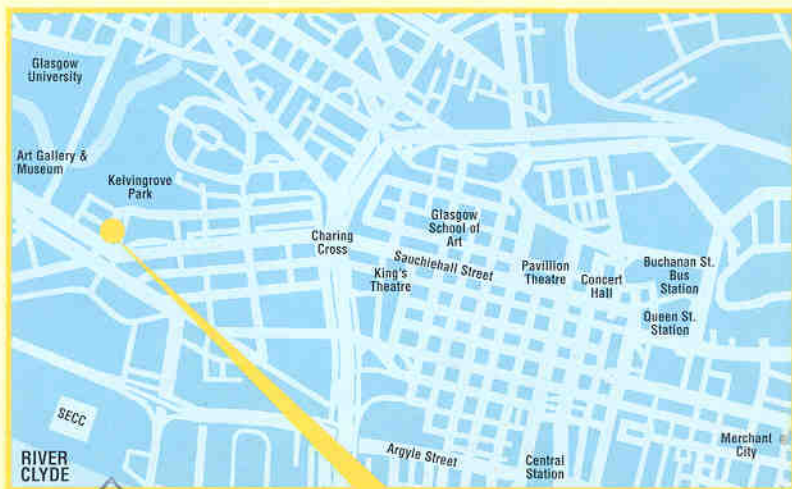 Glasgow
University
Art Gallery &
Museum
Kelvingrove
Park
Charing
Cross
Glasgow
School of
Art
Sauchiehall Street
King's
Theatre
Pavillion
Theatre
Concert
Hall
Buchanan St.
Bus
Station
Queen St.
Station
SECC
RIVER
CLYDE
Argyle Street
Central
Station
Merchant
City